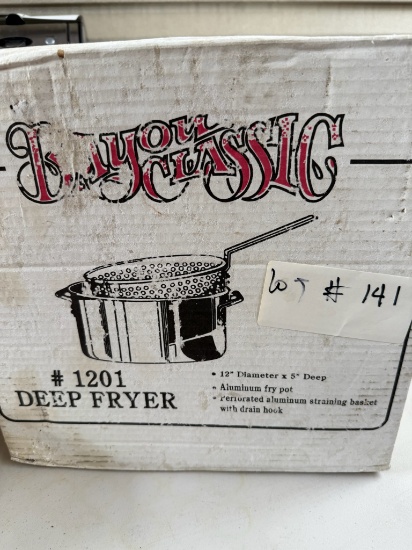 Bayou
Classic
Lot # 141
# 1201
DEEP FRYER
• 12" Diameter x 5" Deep
• Aluminum fry pot
• Perforated aluminum straining basket
with drain hook